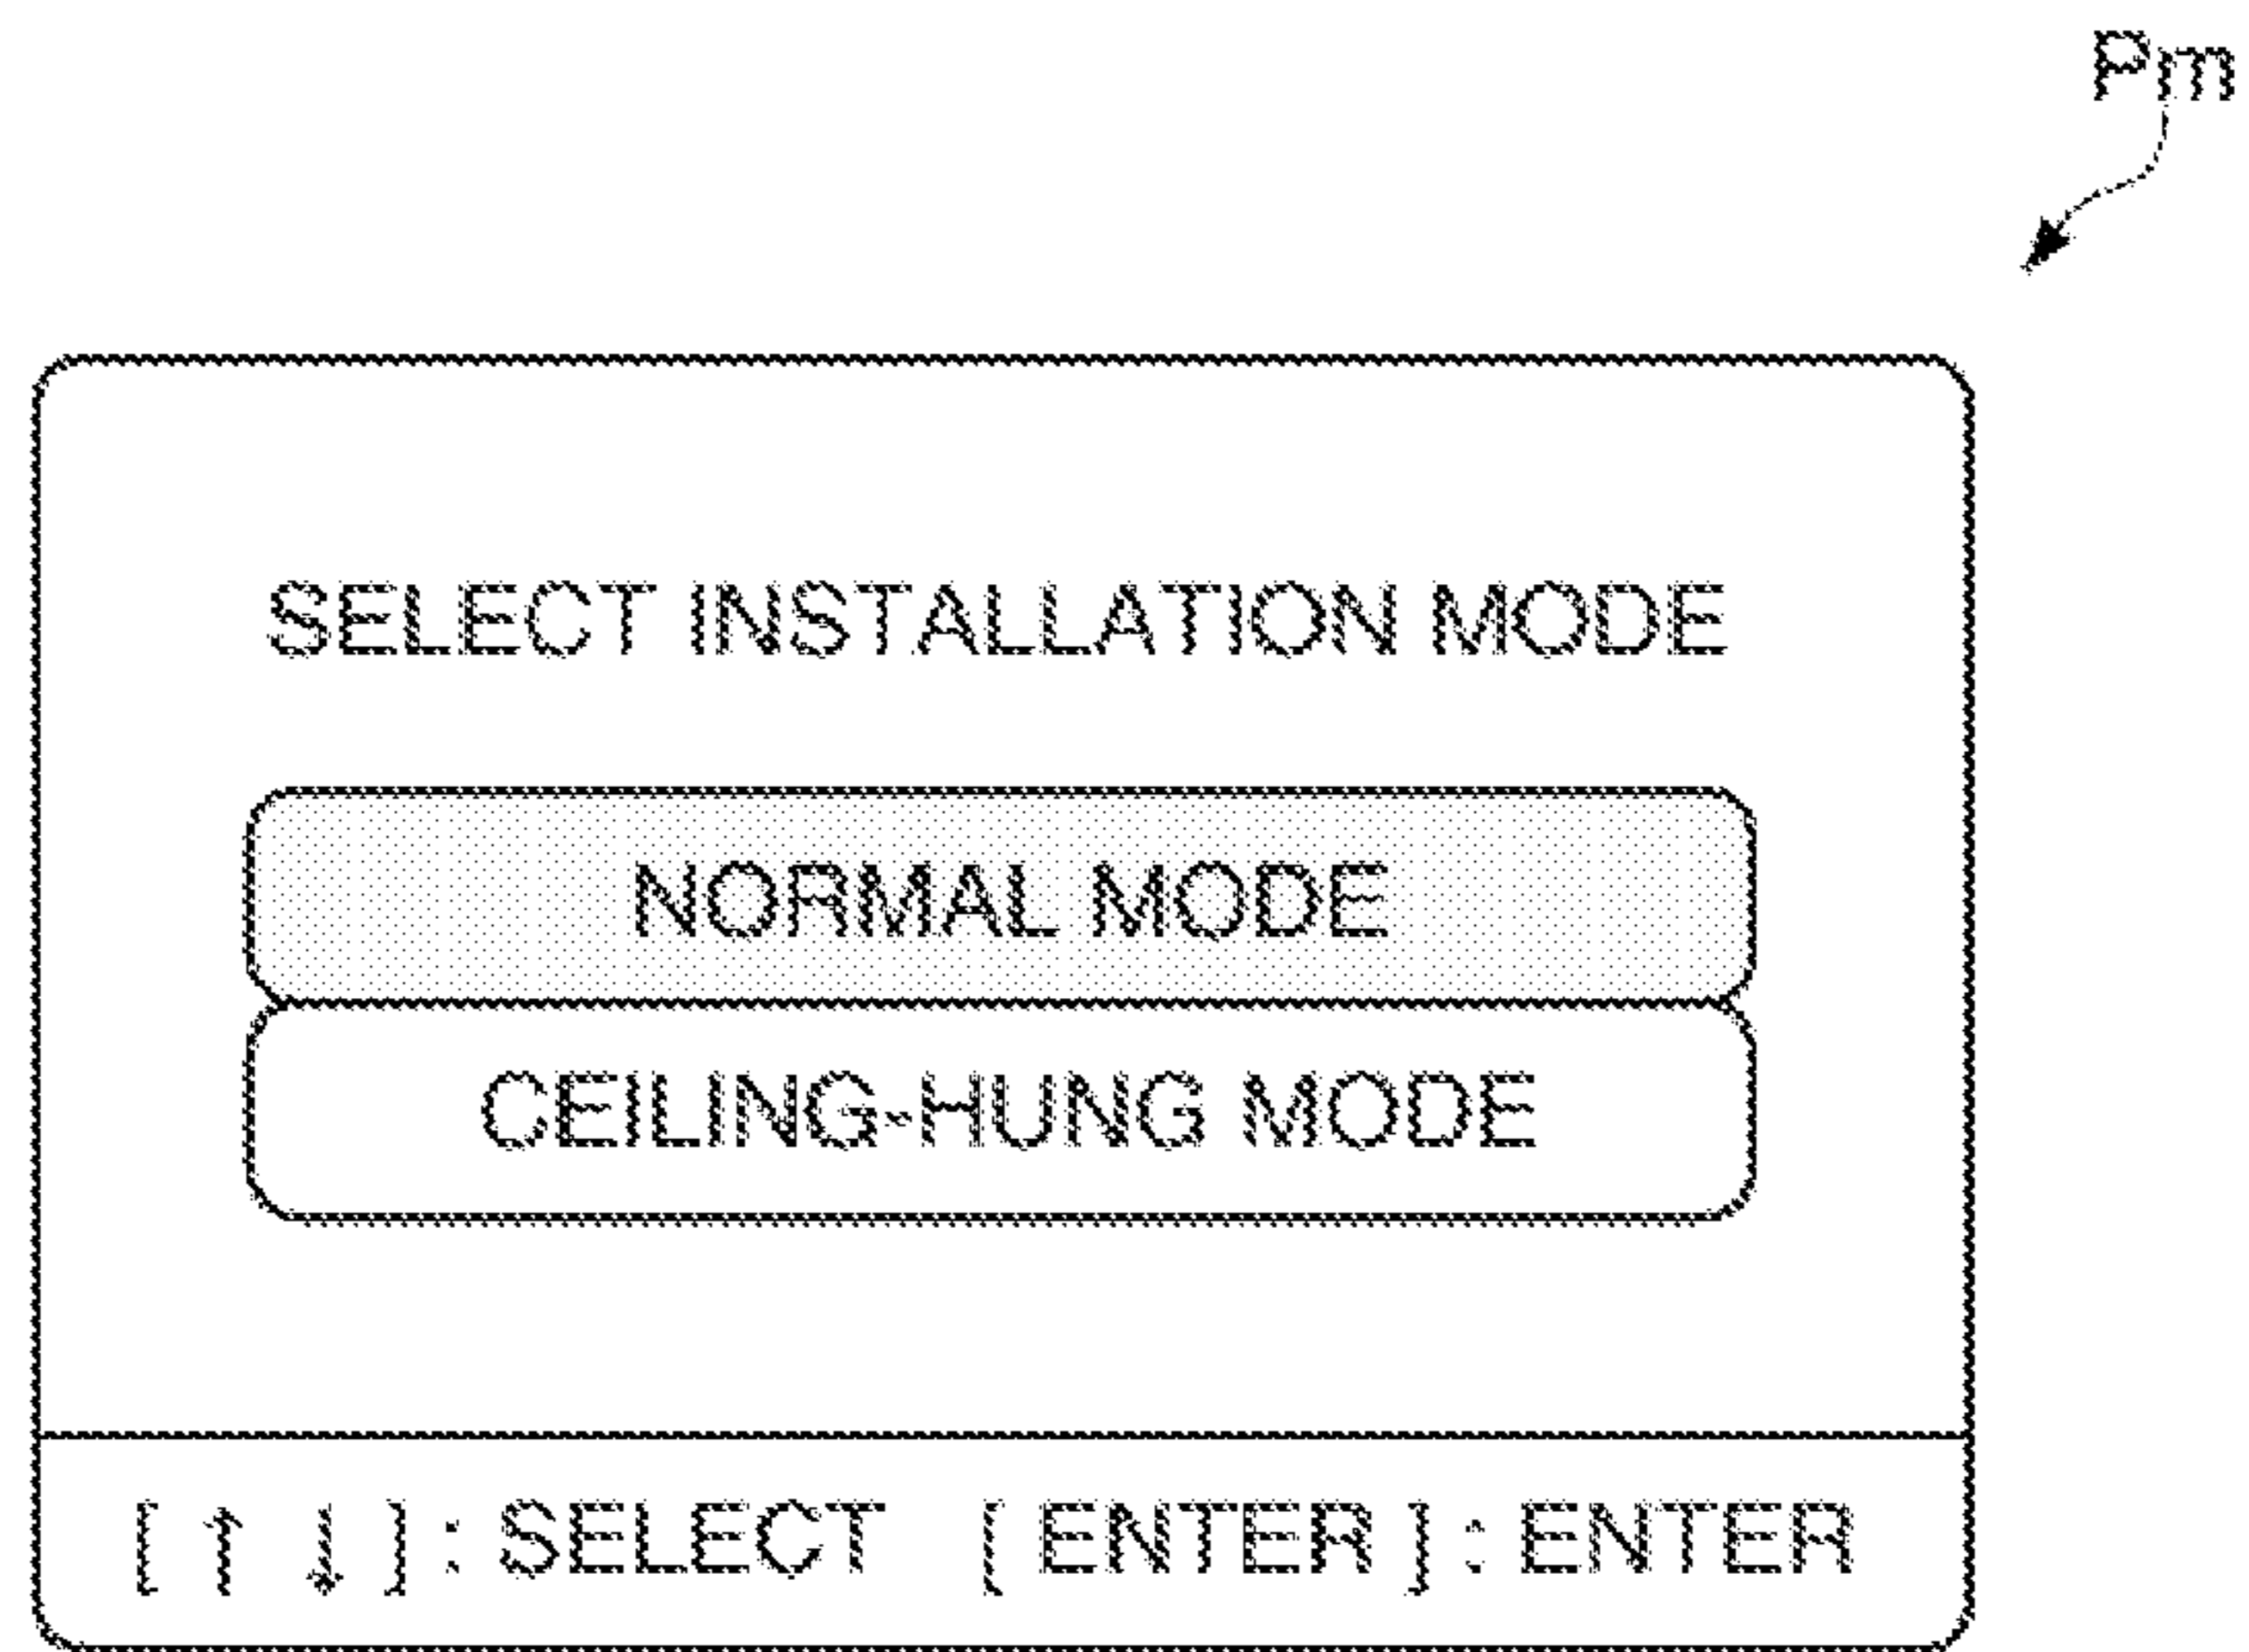 Pm
SELECT INSTALLATION MODE
NORMAL MODE
CEILING-HUNG MODE
[ ↑ ↓ ] : SELECT [ ENTER ] : ENTER